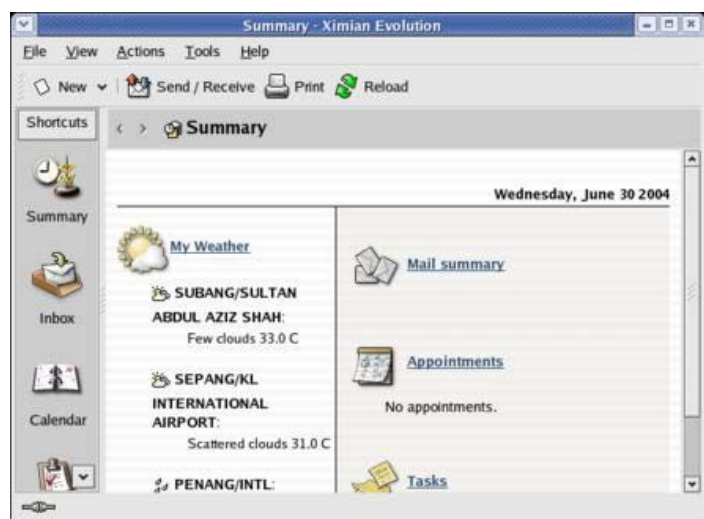 Summary - Ximian Evolution
File View Actions Tools Help
New Send / Receive Print Reload
Shortcuts
Summary
Inbox
Calendar
Summary
Wednesday, June 30 2004
My Weather
SUBANG/SULTAN
ABDUL AZIZ SHAH:
Few clouds 33.0 C
SEPANG/KL
INTERNATIONAL
AIRPORT:
Scattered clouds 31.0 C
PENANG/INTL:
Mail summary
Appointments
No appointments.
Tasks